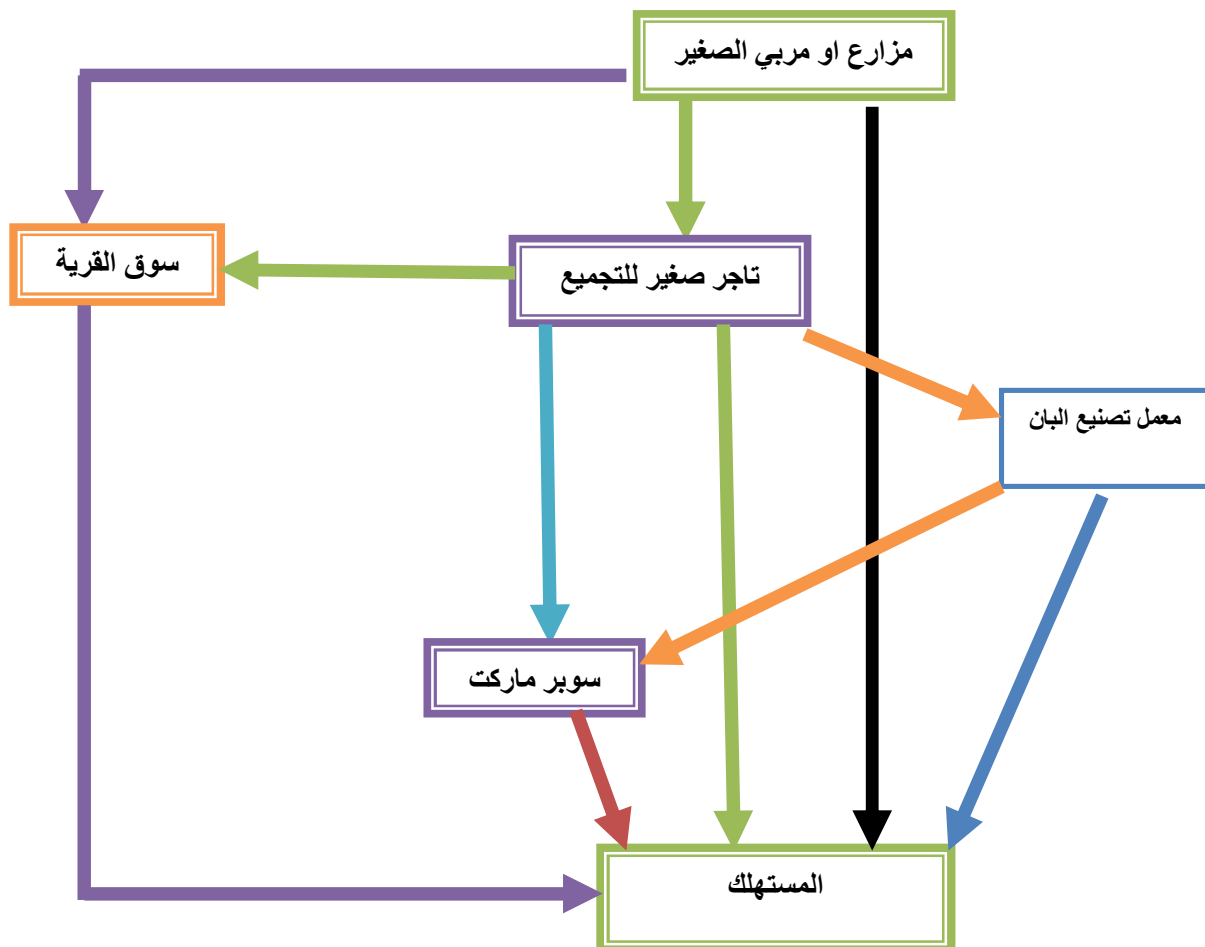 مزارع او مربي الصغير
سوق القرية
تاجر صغير للتجميع
معمل تصنيع البان
سوبر ماركت
المستهلك